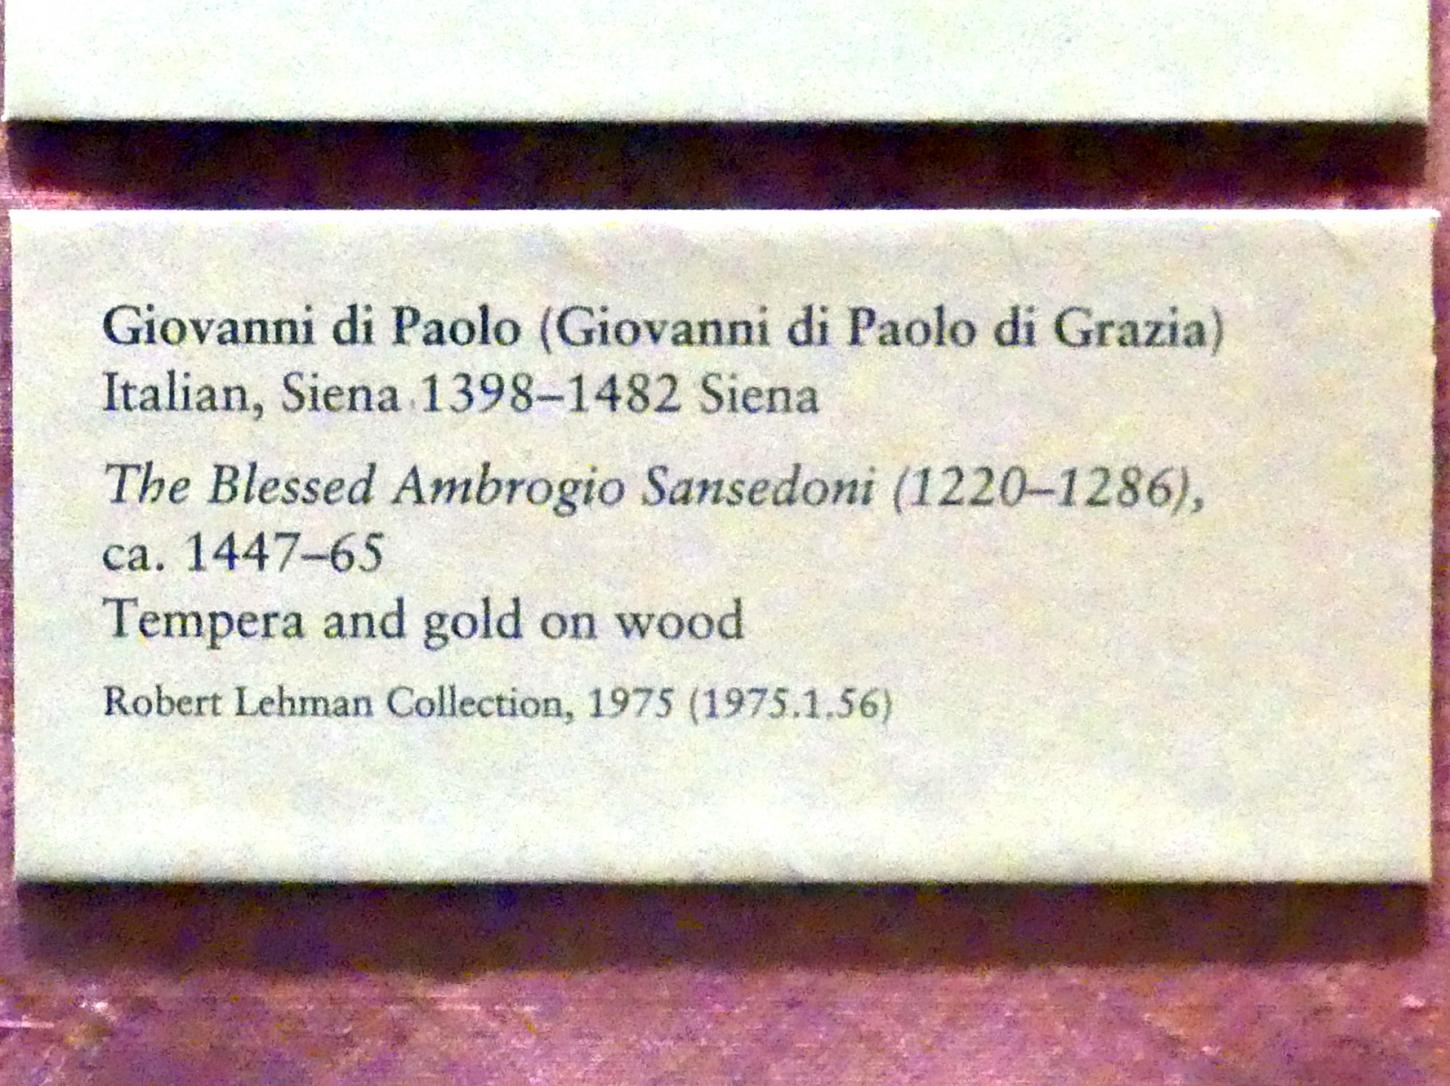 Giovanni di Paolo (Giovanni di Paolo di Grazia)
Italian, Siena 1398–1482 Siena
The Blessed Ambrogio Sansedoni (1220–1286),
ca. 1447–65
Tempera and gold on wood
Robert Lehman Collection, 1975 (1975.1.56)